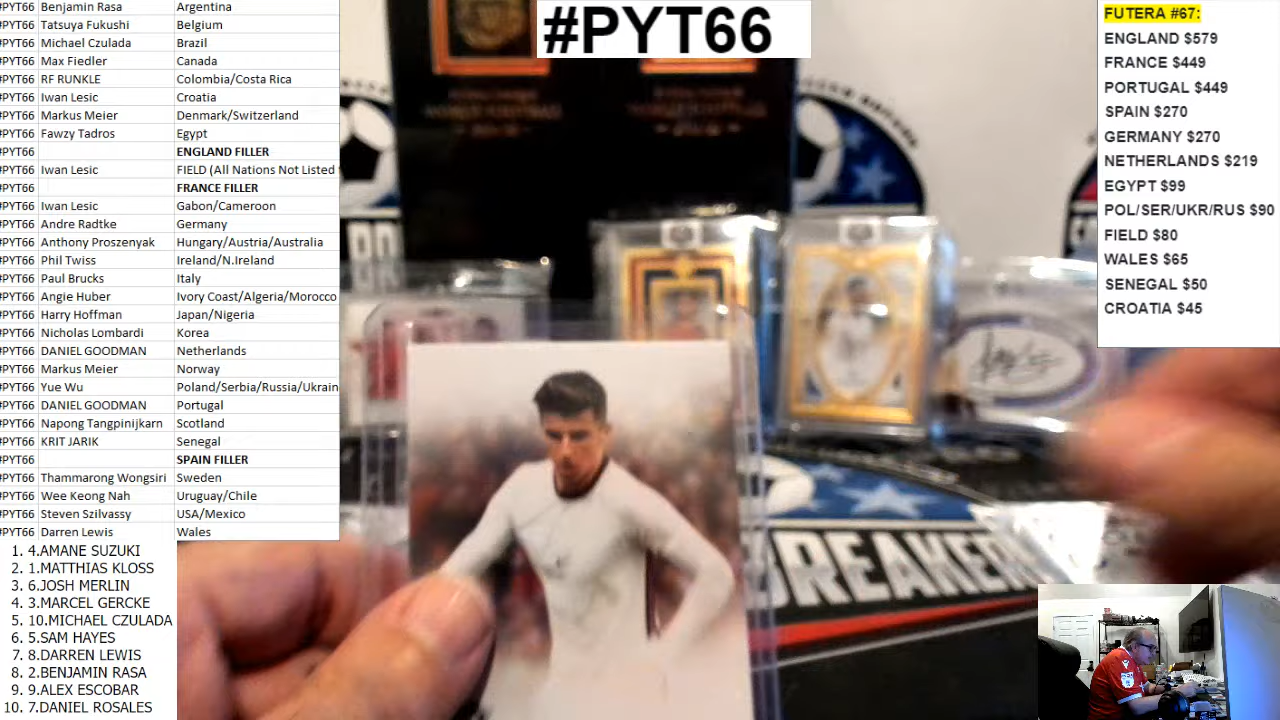 #PYT66
#PYT66 Benjamin Rasa Argentina
#PYT66 Tatsuya Fukushi Belgium
#PYT66 Michael Czulada Brazil
#PYT66 Max Fiedler Canada
#PYT66 RF RUNKLE Colombia/Costa Rica
#PYT66 Iwan Lesic Croatia
#PYT66 Markus Meier Denmark/Switzerland
#PYT66 Fawzy Tadros Egypt
#PYT66 ENGLAND FILLER
#PYT66 Iwan Lesic FIELD (All Nations Not Listed
#PYT66 FRANCE FILLER
#PYT66 Iwan Lesic Gabon/Cameroon
#PYT66 Andre Radtke Germany
#PYT66 Anthony Proszenyak Hungary/Austria/Australia
#PYT66 Phil Twiss Ireland/N.Ireland
#PYT66 Paul Brucks Italy
#PYT66 Angie Huber Ivory Coast/Algeria/Morocco
#PYT66 Harry Hoffman Japan/Nigeria
#PYT66 Nicholas Lombardi Korea
#PYT66 DANIEL GOODMAN Netherlands
#PYT66 Markus Meier Norway
#PYT66 Yue Wu Poland/Serbia/Russia/Ukrain
#PYT66 DANIEL GOODMAN Portugal
#PYT66 Napong Tangpinijkarn Scotland
#PYT66 KRIT JARIK Senegal
#PYT66 SPAIN FILLER
#PYT66 Thammarong Wongsiri Sweden
#PYT66 Wee Keong Nah Uruguay/Chile
#PYT66 Steven Szilvassy USA/Mexico
#PYT66 Darren Lewis Wales
1. 4.AMANE SUZUKI
2. 1.MATTHIAS KLOSS
3. 6.JOSH MERLIN
4. 3.MARCEL GERCKE
5. 10.MICHAEL CZULADA
6. 5.SAM HAYES
7. 8.DARREN LEWIS
8. 2.BENJAMIN RASA
9. 9.ALEX ESCOBAR
10. 7.DANIEL ROSALES
FUTERA #67:
ENGLAND $579
FRANCE $449
PORTUGAL $449
SPAIN $270
GERMANY $270
NETHERLANDS $219
EGYPT $99
POL/SER/UKR/RUS $90
FIELD $80
WALES $65
SENEGAL $50
CROATIA $45
BREAKER